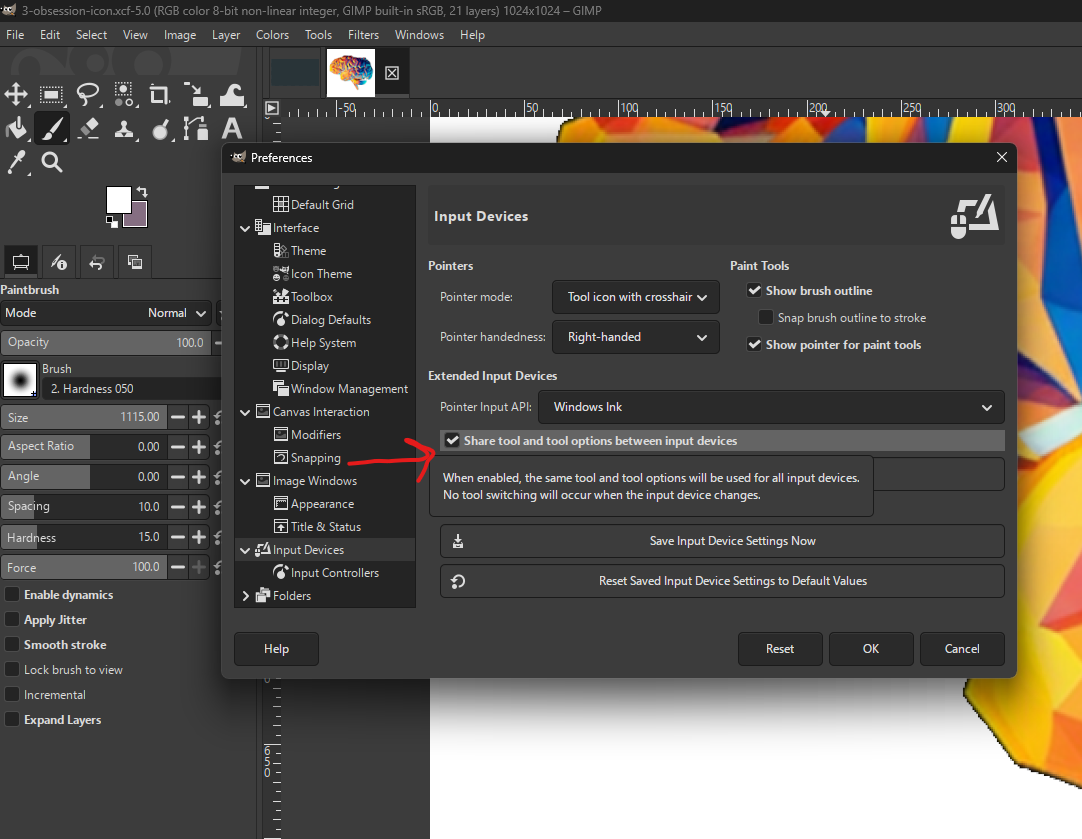 3-obsession-icon.xcf-5.0 (RGB color 8-bit non-linear integer, GIMP built-in sRGB, 21 layers) 1024x1024 – GIMP
File Edit Select View Image Layer Colors Tools Filters Windows Help
-50 0 50 100 150 200 250 300
Paintbrush
Mode Normal
Opacity 100.0
Brush
2. Hardness 050
Size 1115.00
Aspect Ratio 0.00
Angle 0.00
Spacing 10.0
Hardness 15.0
Force 100.0
Enable dynamics
Apply Jitter
Smooth stroke
Lock brush to view
Incremental
Expand Layers
Preferences
Default Grid
Interface
Theme
Icon Theme
Toolbox
Dialog Defaults
Help System
Display
Window Management
Canvas Interaction
Modifiers
Snapping
Image Windows
Appearance
Title & Status
Input Devices
Input Controllers
Folders
Input Devices
Pointers
Pointer mode: Tool icon with crosshair
Pointer handedness: Right-handed
Paint Tools
Show brush outline
Snap brush outline to stroke
Show pointer for paint tools
Extended Input Devices
Pointer Input API: Windows Ink
Share tool and tool options between input devices
When enabled, the same tool and tool options will be used for all input devices.
No tool switching will occur when the input device changes.
Save Input Device Settings Now
Reset Saved Input Device Settings to Default Values
Help Reset OK Cancel
650